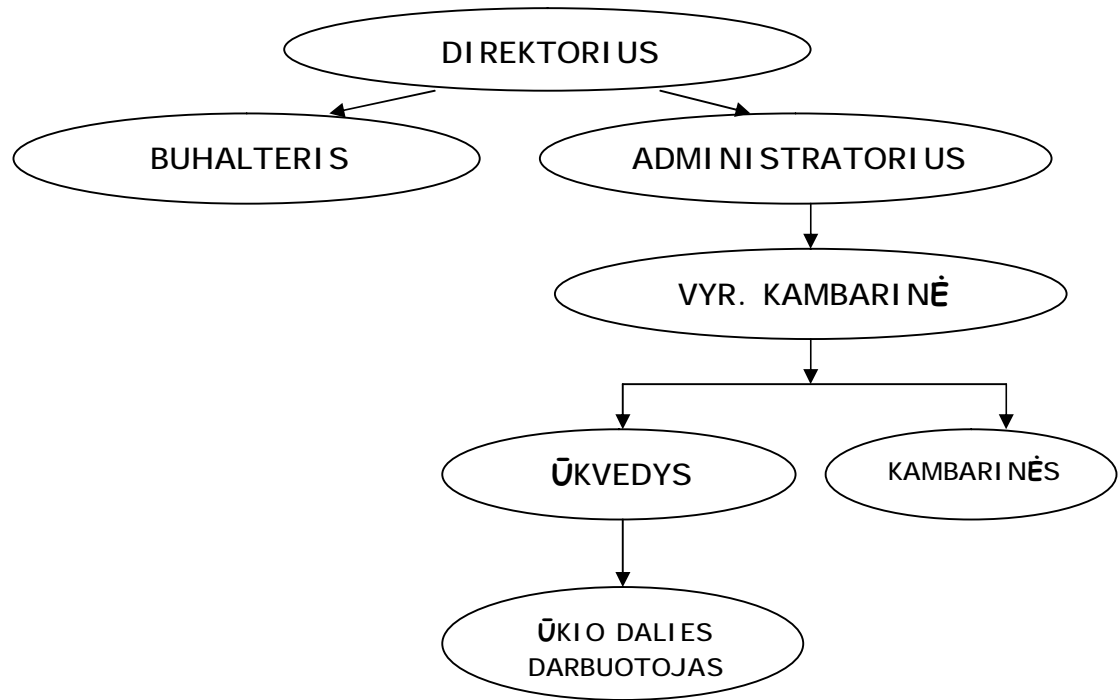 DIREKTORIUS
BUHALTERIS
ADMINISTRATORIUS
VYR. KAMBARINĖ
ŪKVEDYS
KAMBARINĖS
ŪKIO DALIES
DARBUOTOJAS